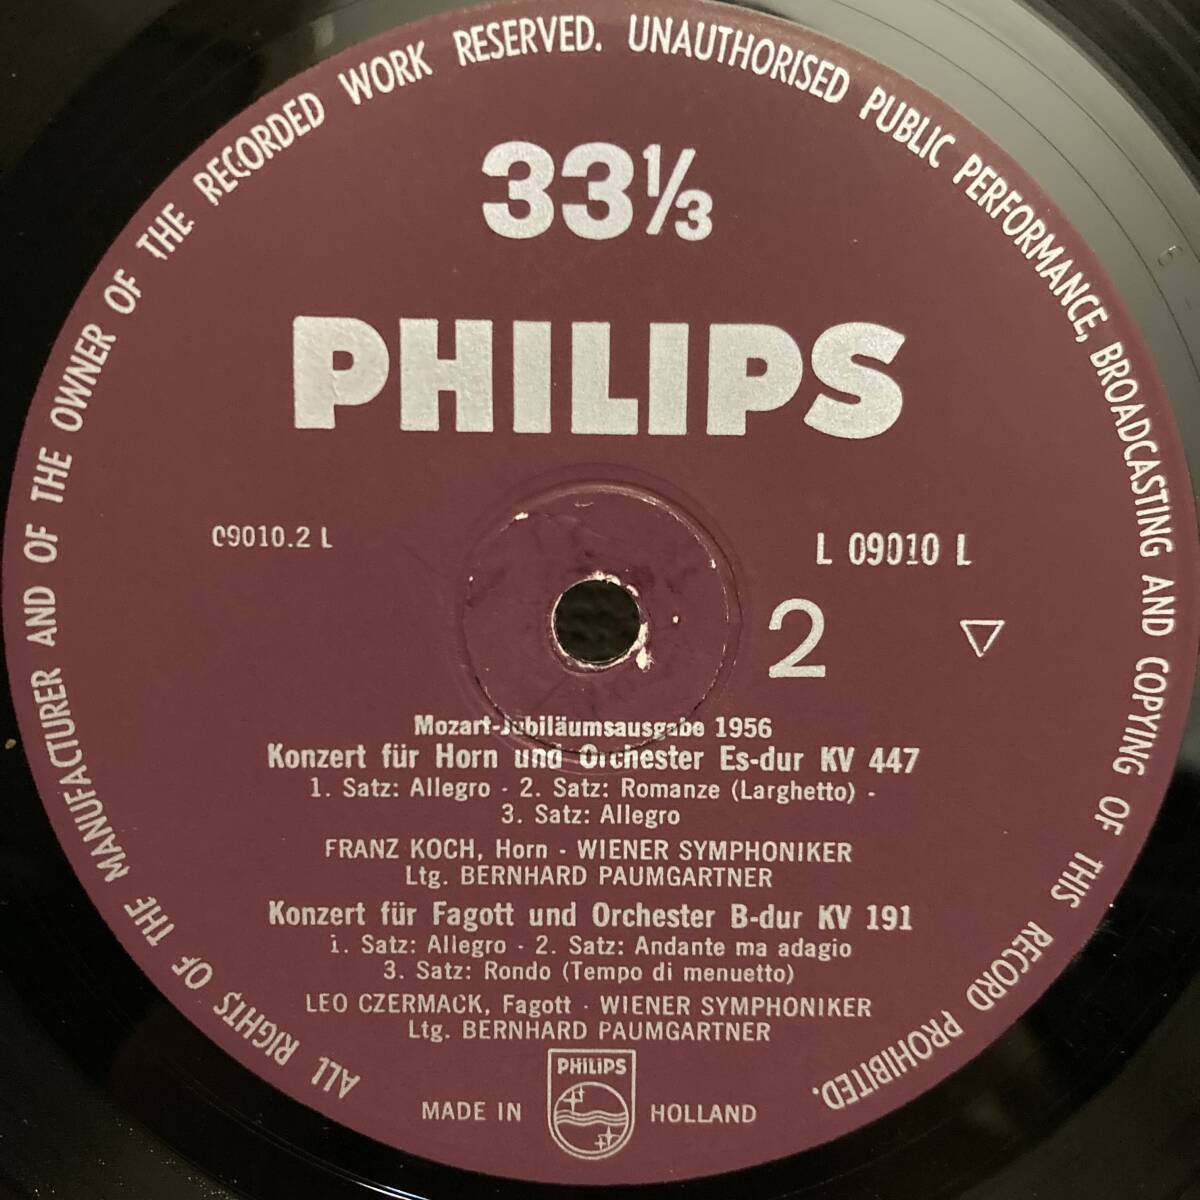 ALL RIGHTS OF THE MANUFACTURER AND OF THE OWNER OF THE RECORDED WORK RESERVED. UNAUTHORISED PUBLIC PERFORMANCE, BROADCASTING AND COPYING OF THIS RECORD PROHIBITED.
33⅓
PHILIPS
09010.2 L
L 09010 L
2
Mozart-Jubiläumsausgabe 1956
Konzert für Horn und Orchester Es-dur KV 447
1. Satz: Allegro - 2. Satz: Romanze (Larghetto) -
3. Satz: Allegro
FRANZ KOCH, Horn - WIENER SYMPHONIKER
Ltg. BERNHARD PAUMGARTNER
Konzert für Fagott und Orchester B-dur KV 191
1. Satz: Allegro - 2. Satz: Andante ma adagio
3. Satz: Rondo (Tempo di menuetto)
LEO CZERMACK, Fagott - WIENER SYMPHONIKER
Ltg. BERNHARD PAUMGARTNER
PHILIPS
MADE IN HOLLAND
E